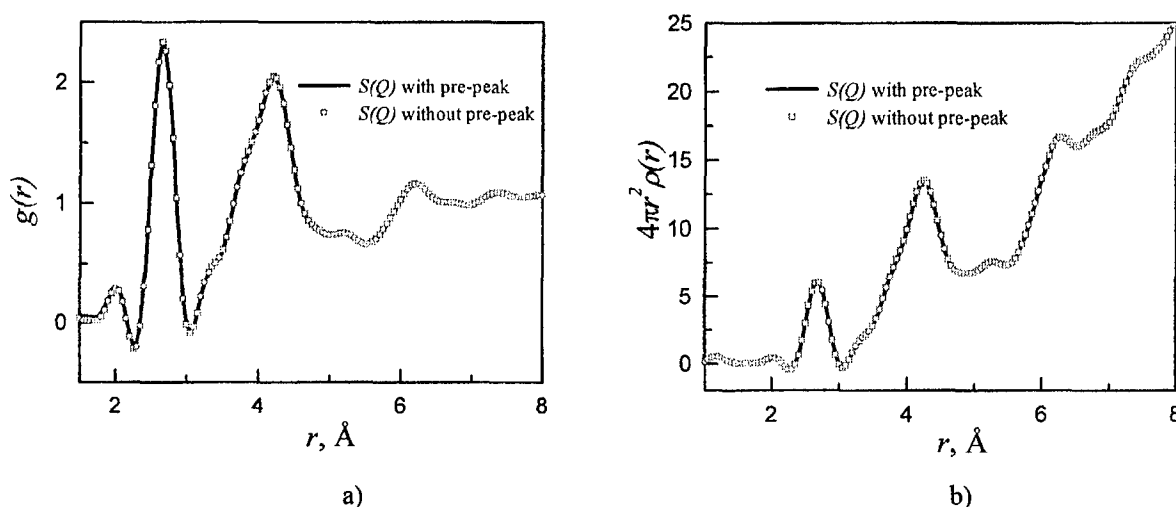 2
1
0
g(r)
S(Q) with pre-peak
S(Q) without pre-peak
2 4 6 8
r, Å
a)
25
20
15
10
5
0
4πr² ρ(r)
S(Q) with pre-peak
S(Q) without pre-peak
2 4 6 8
r, Å
b)